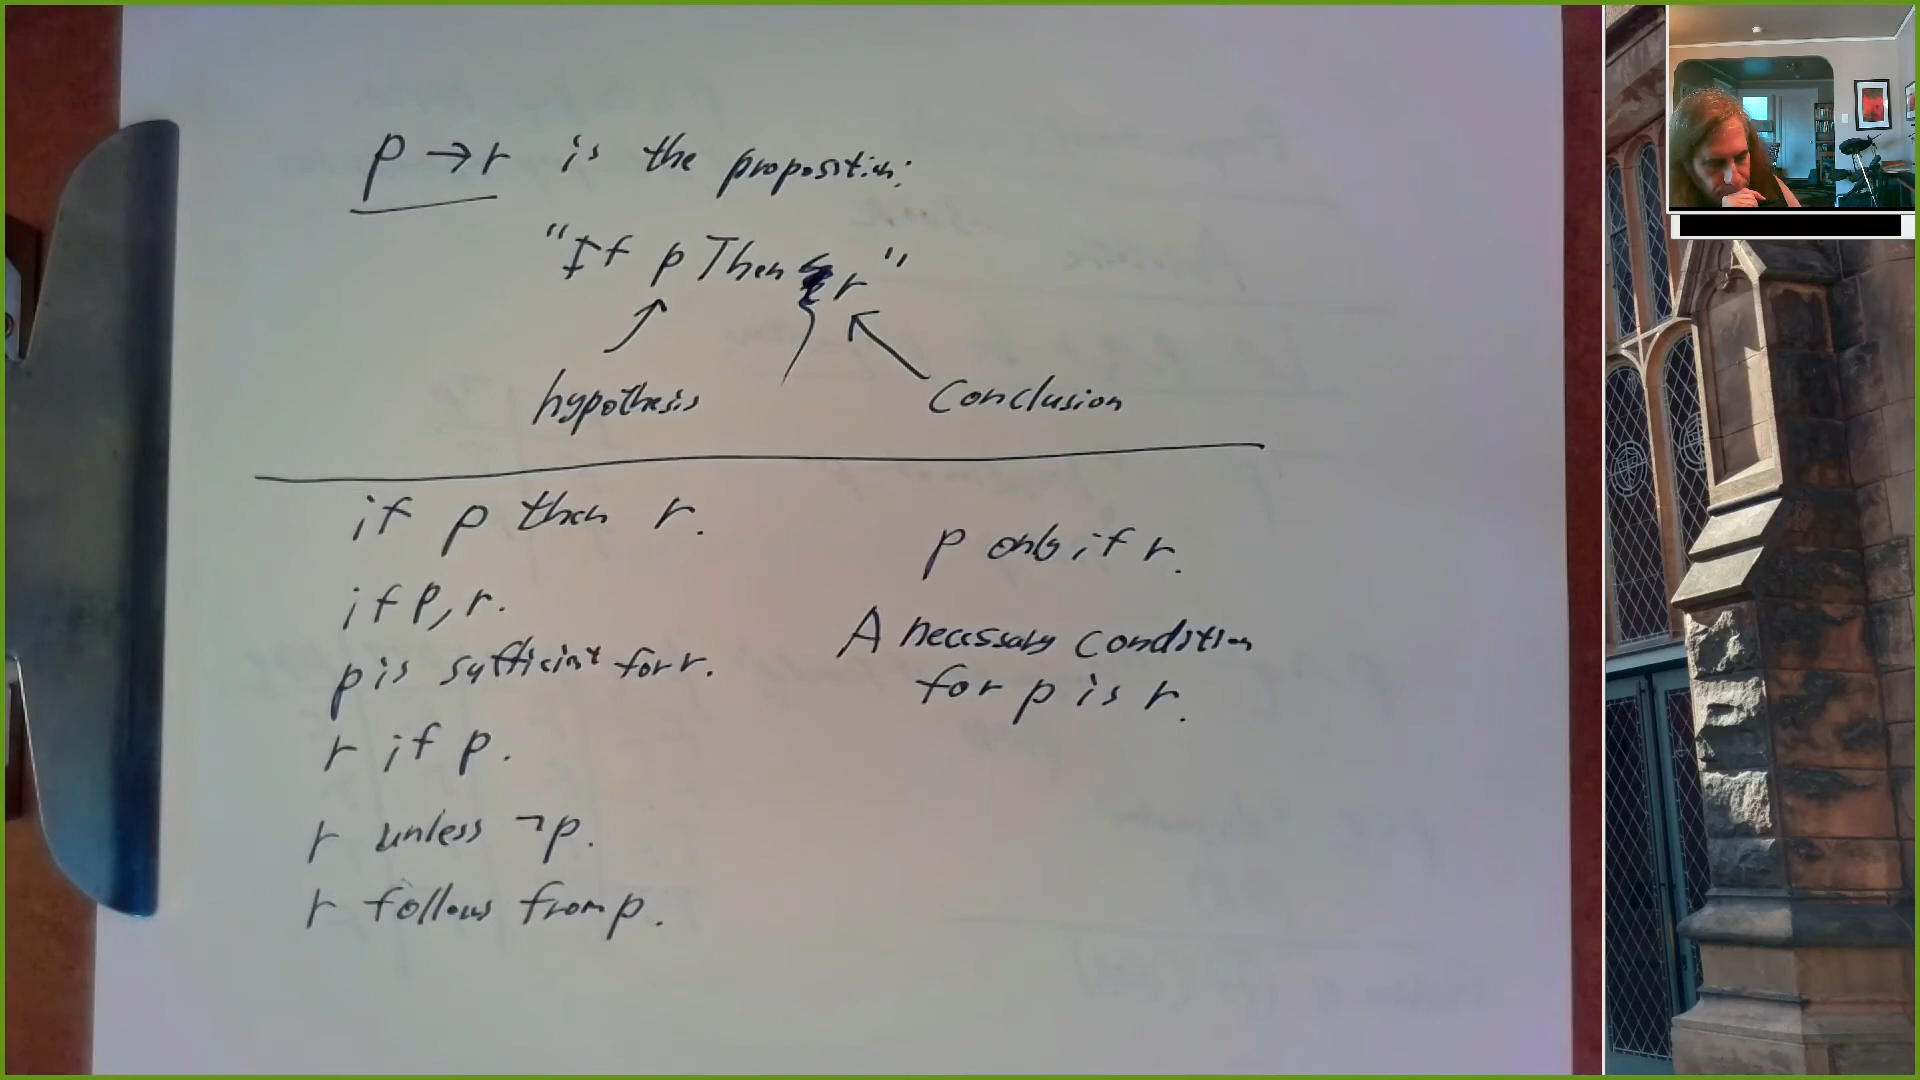 p → r is the proposition:
"If p Then r"
hypothesis
Conclusion
if p then r.
if p, r.
p is sufficient for r.
r if p.
r unless ¬p.
r follows from p.
p only if r.
A necessary condition
for p is r.